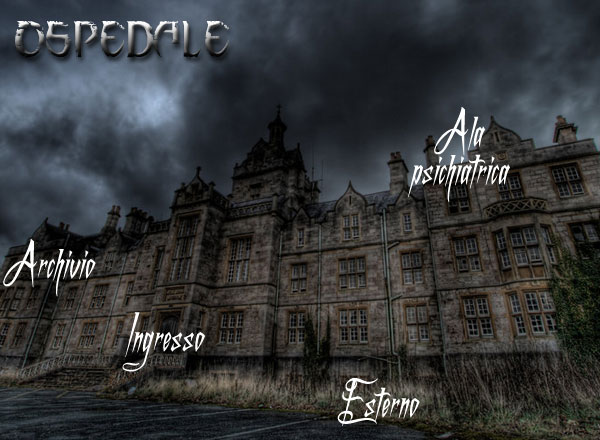 OSPEDALE
Ala
psichiatrica
Archivio
Ingresso
Esterno